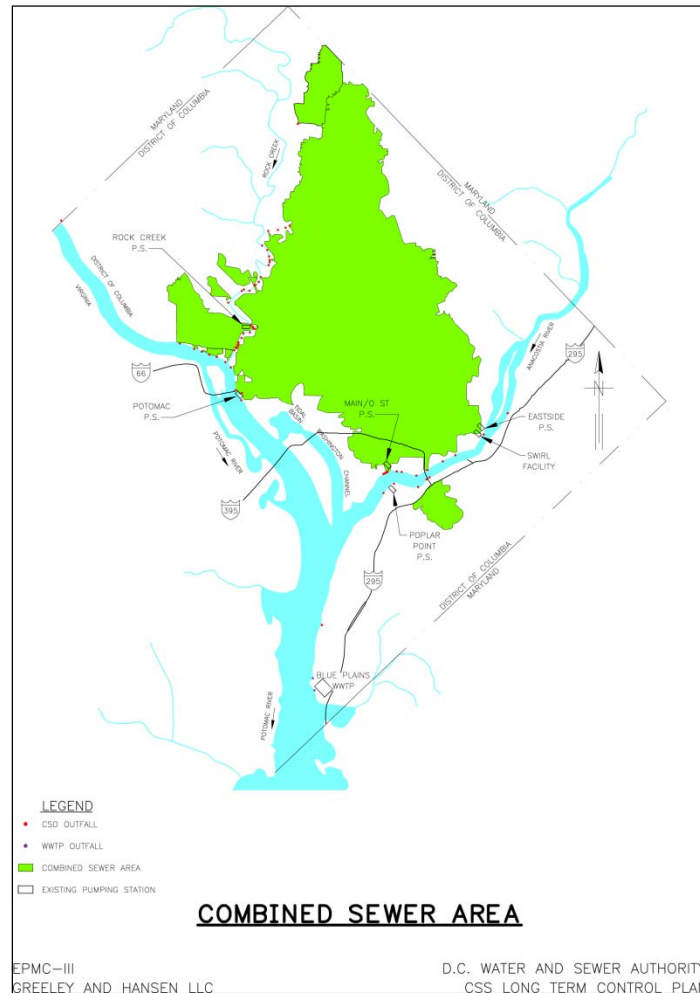 MARYLAND
DISTRICT OF COLUMBIA
ROCK CREEK
MARYLAND
DISTRICT OF COLUMBIA
ROCK CREEK
P.S.
DISTRICT OF COLUMBIA
VIRGINIA
ANACOSTIA RIVER
295
66
N
POTOMAC
P.S.
MAIN/O ST
P.S.
EASTSIDE
P.S.
SWIRL
FACILITY
TIDAL
BASIN
WASHINGTON
CHANNEL
POTOMAC
RIVER
395
POPLAR
POINT
P.S.
295
DISTRICT OF COLUMBIA
MARYLAND
BLUE PLAINS
WWTP
POTOMAC RIVER
LEGEND
CSO OUTFALL
WWTP OUTFALL
COMBINED SEWER AREA
EXISTING PUMPING STATION
COMBINED SEWER AREA
EPMC-III
GREELEY AND HANSEN LLC
D.C. WATER AND SEWER AUTHORITY
CSS LONG TERM CONTROL PLAN